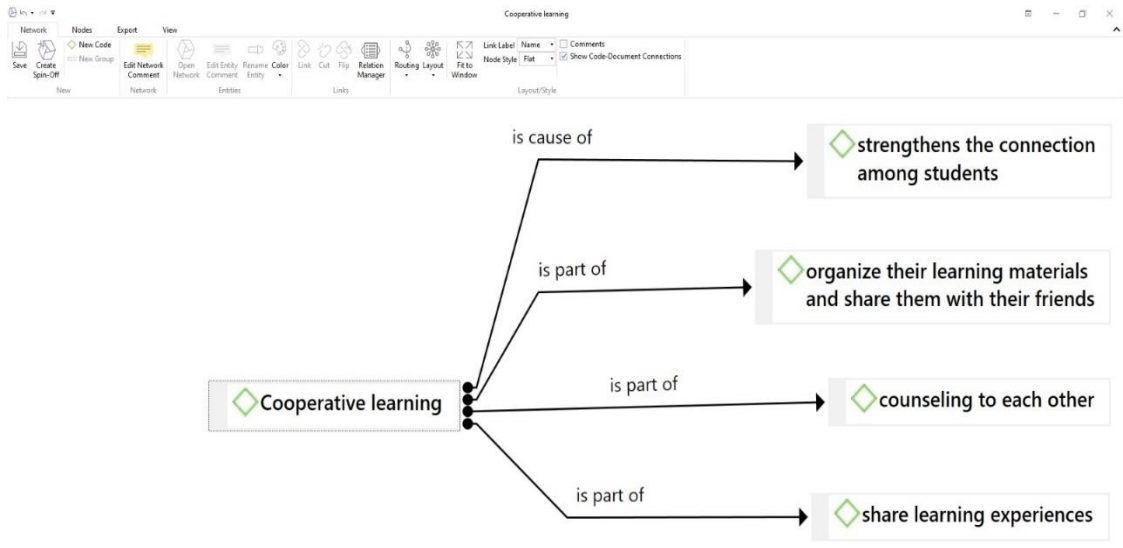 Cooperative learning
Network Nodes Export View
Save
Create Spin-Off
New Code
New Group
New
Edit Network Comment
Network
Open Network
Edit Entity Comment
Rename Entity
Color
Entities
Link
Cut
Flip
Relation Manager
Links
Routing
Layout
Fit to Window
Link Label Name
Node Style Flat
Comments
Show Code-Document Connections
Layout/Style
is cause of
strengthens the connection
among students
is part of
organize their learning materials
and share them with their friends
Cooperative learning
is part of
counseling to each other
is part of
share learning experiences